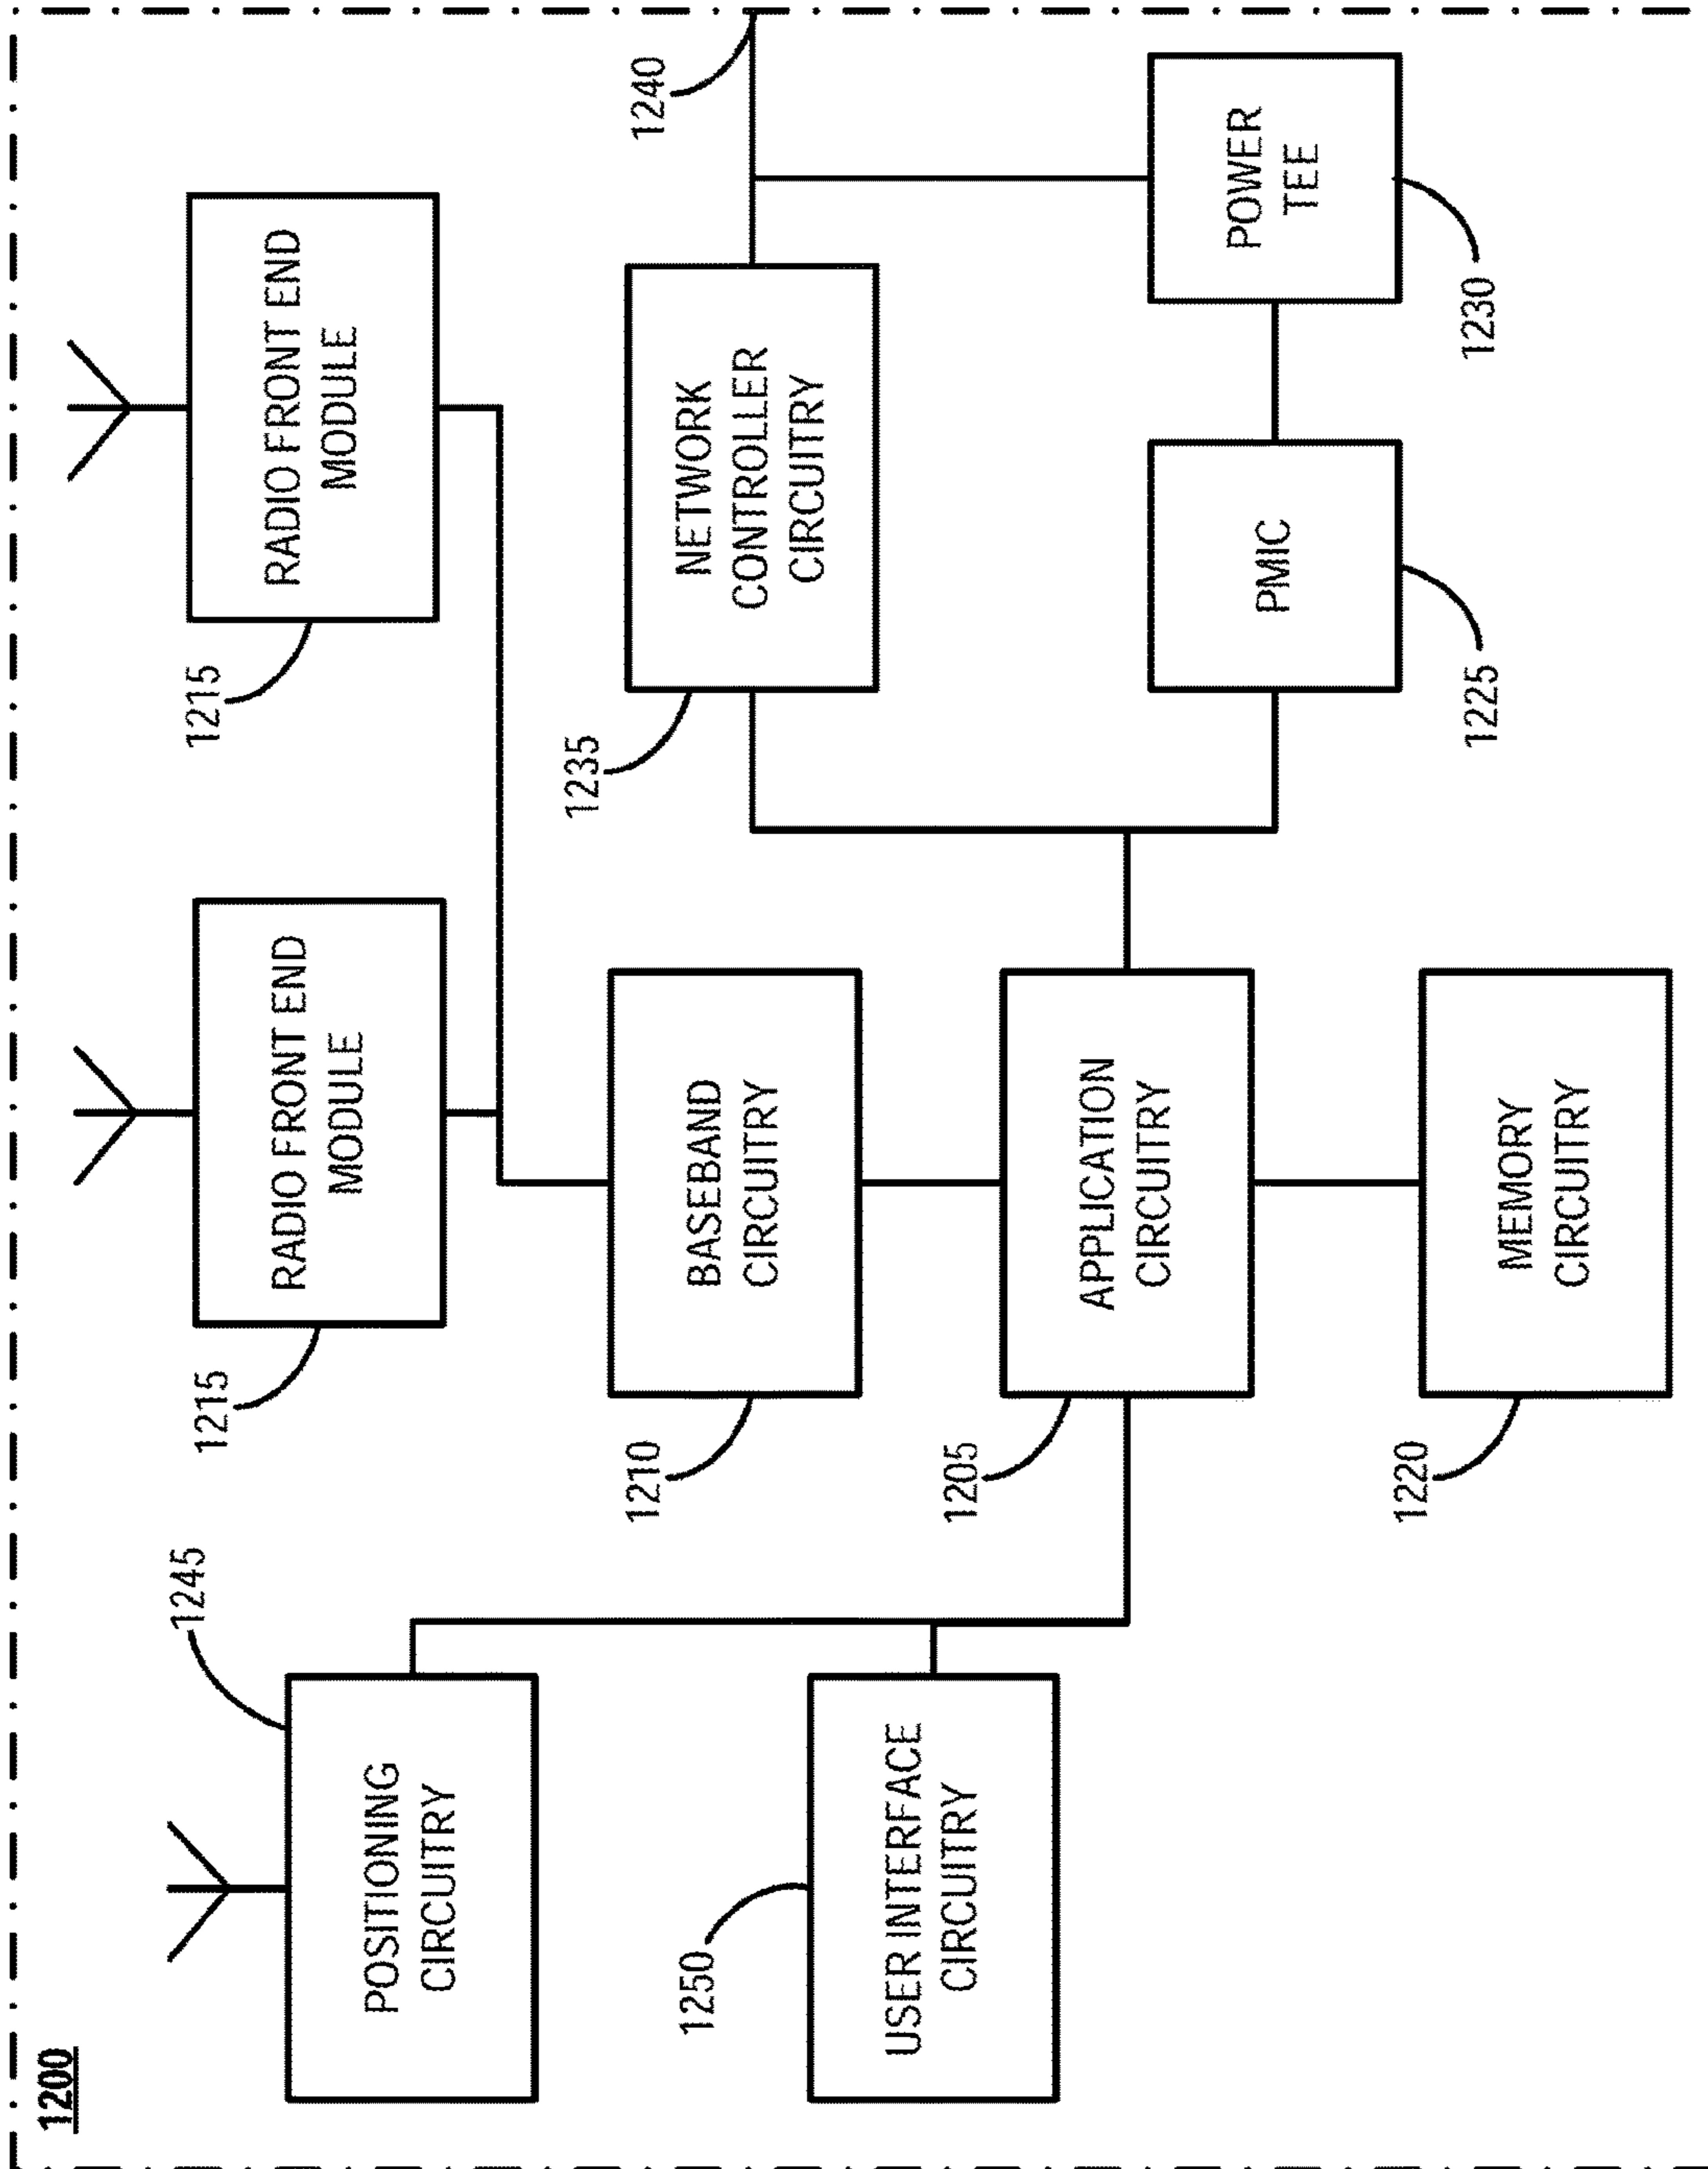 1200
1245
POSITIONING
CIRCUITRY
1250
USER INTERFACE
CIRCUITRY
1215
RADIO FRONT END
MODULE
1215
RADIO FRONT END
MODULE
1210
BASEBAND
CIRCUITRY
1205
APPLICATION
CIRCUITRY
1220
MEMORY
CIRCUITRY
1235
NETWORK
CONTROLLER
CIRCUITRY
1240
1225
PMIC
1230
POWER
TEE